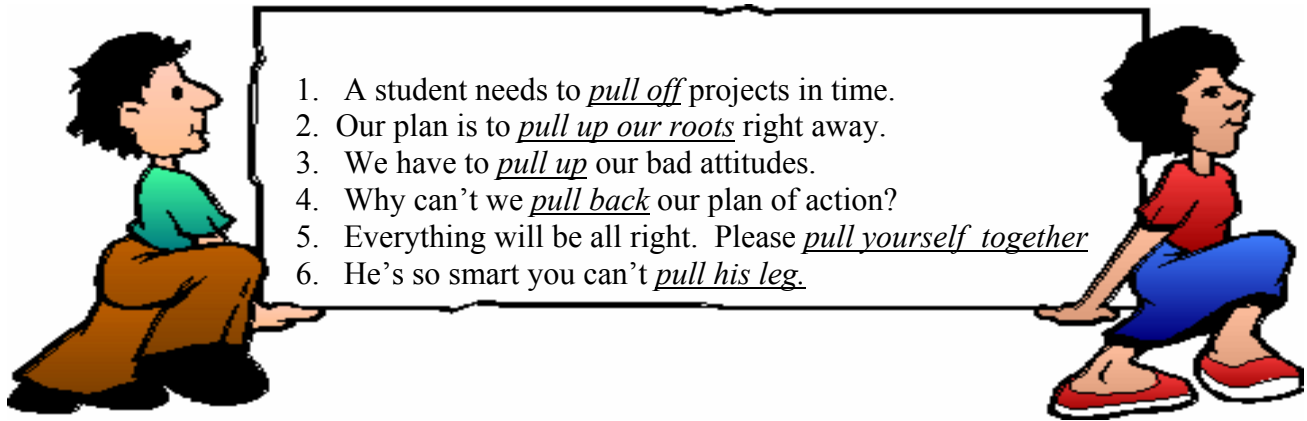 1. A student needs to pull off projects in time.
2. Our plan is to pull up our roots right away.
3. We have to pull up our bad attitudes.
4. Why can’t we pull back our plan of action?
5. Everything will be all right. Please pull yourself together
6. He’s so smart you can’t pull his leg.